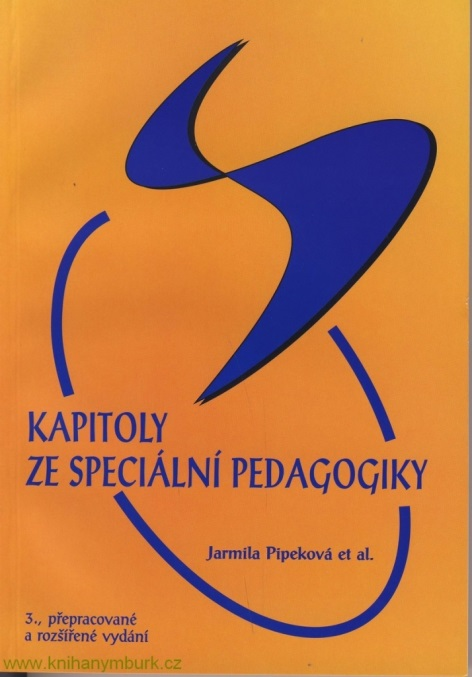 KAPITOLY
ZE SPECIÁLNÍ PEDAGOGIKY
Jarmila Pipeková et al.
3., přepracované
a rozšířené vydání
www.knihanymburk.cz